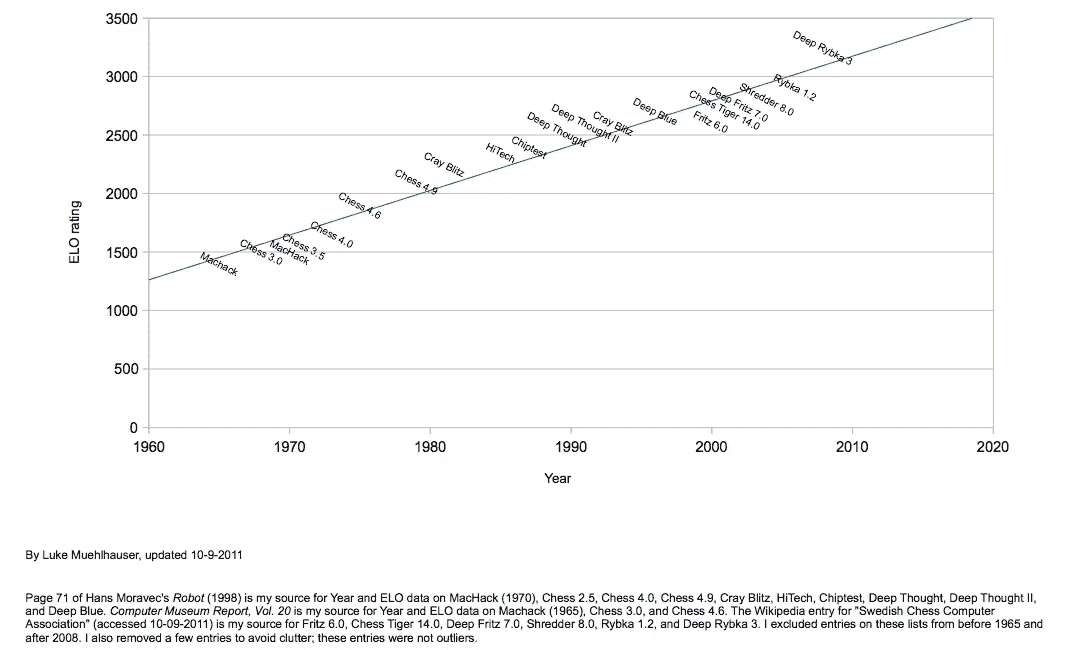 3500
Deep Rybka 3
3000
Rybka 1.2
Shredder 8.0
Deep Fritz 7.0
Chess Tiger 14.0
Fritz 6.0
Deep Blue
Cray Blitz
Deep Thought II
Deep Thought
2500
Chiptest
HiTech
Cray Blitz
Chess 4.9
2000
Chess 4.6
Chess 4.0
Chess 3.5
MacHack
Chess 3.0
Machack
1500
1000
500
0
ELO rating
1960 1970 1980 1990 2000 2010 2020
Year
By Luke Muehlhauser, updated 10-9-2011
Page 71 of Hans Moravec's Robot (1998) is my source for Year and ELO data on MacHack (1970), Chess 2.5, Chess 4.0, Chess 4.9, Cray Blitz, HiTech, Chiptest, Deep Thought, Deep Thought II,
and Deep Blue. Computer Museum Report, Vol. 20 is my source for Year and ELO data on Machack (1965), Chess 3.0, and Chess 4.6. The Wikipedia entry for "Swedish Chess Computer
Association" (accessed 10-09-2011) is my source for Fritz 6.0, Chess Tiger 14.0, Deep Fritz 7.0, Shredder 8.0, Rybka 1.2, and Deep Rybka 3. I excluded entries on these lists from before 1965 and
after 2008. I also removed a few entries to avoid clutter; these entries were not outliers.